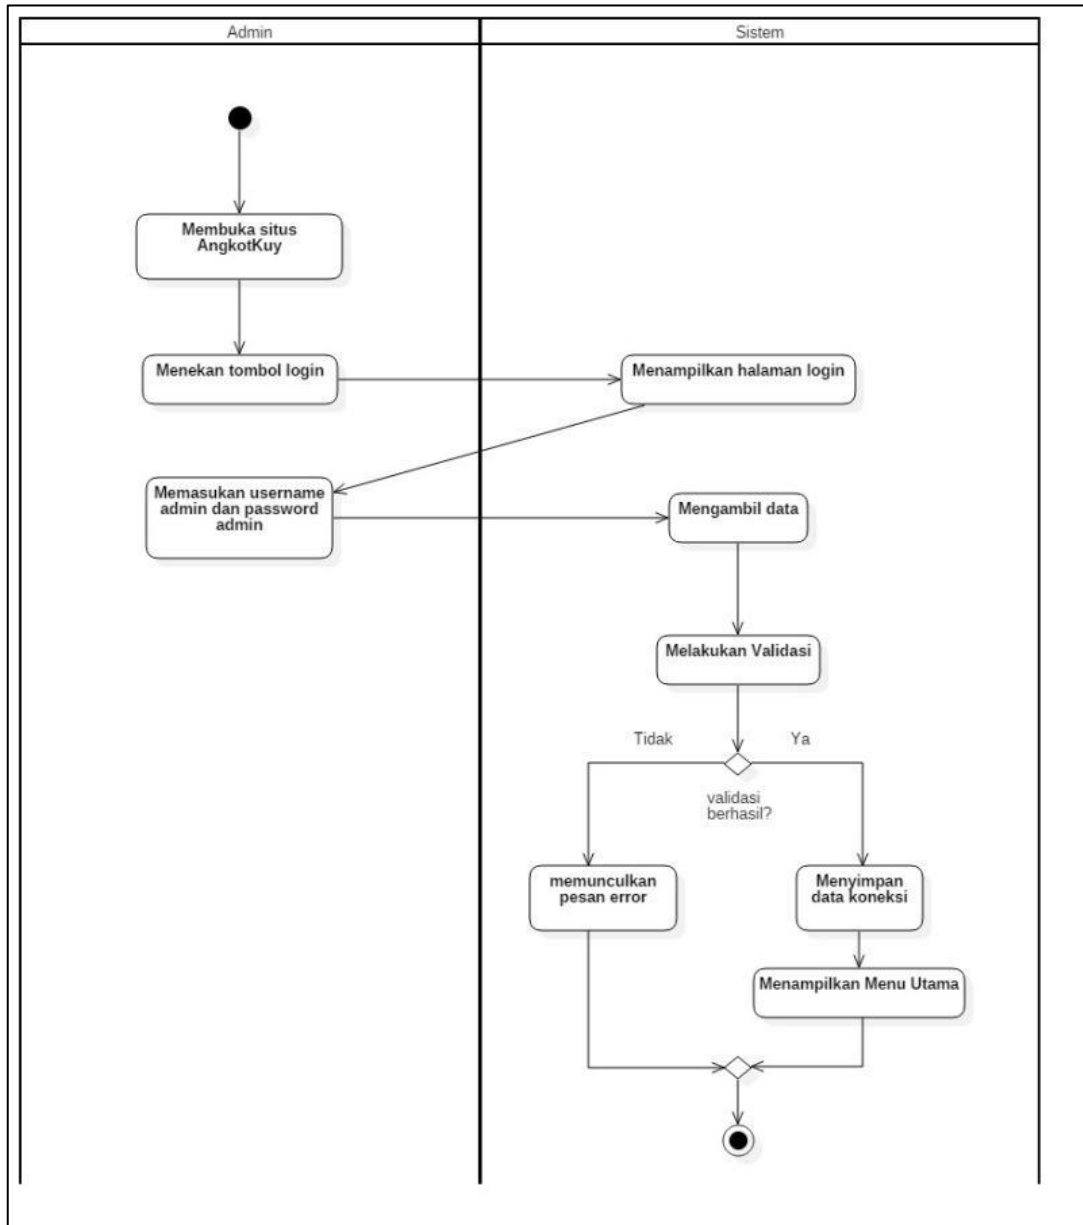 Admin
Sistem
Membuka situs
AngkotKuy
Menekan tombol login
Menampilkan halaman login
Memasukan username
admin dan password
admin
Mengambil data
Melakukan Validasi
Tidak
Ya
validasi
berhasil?
memunculkan
pesan error
Menyimpan
data koneksi
Menampilkan Menu Utama